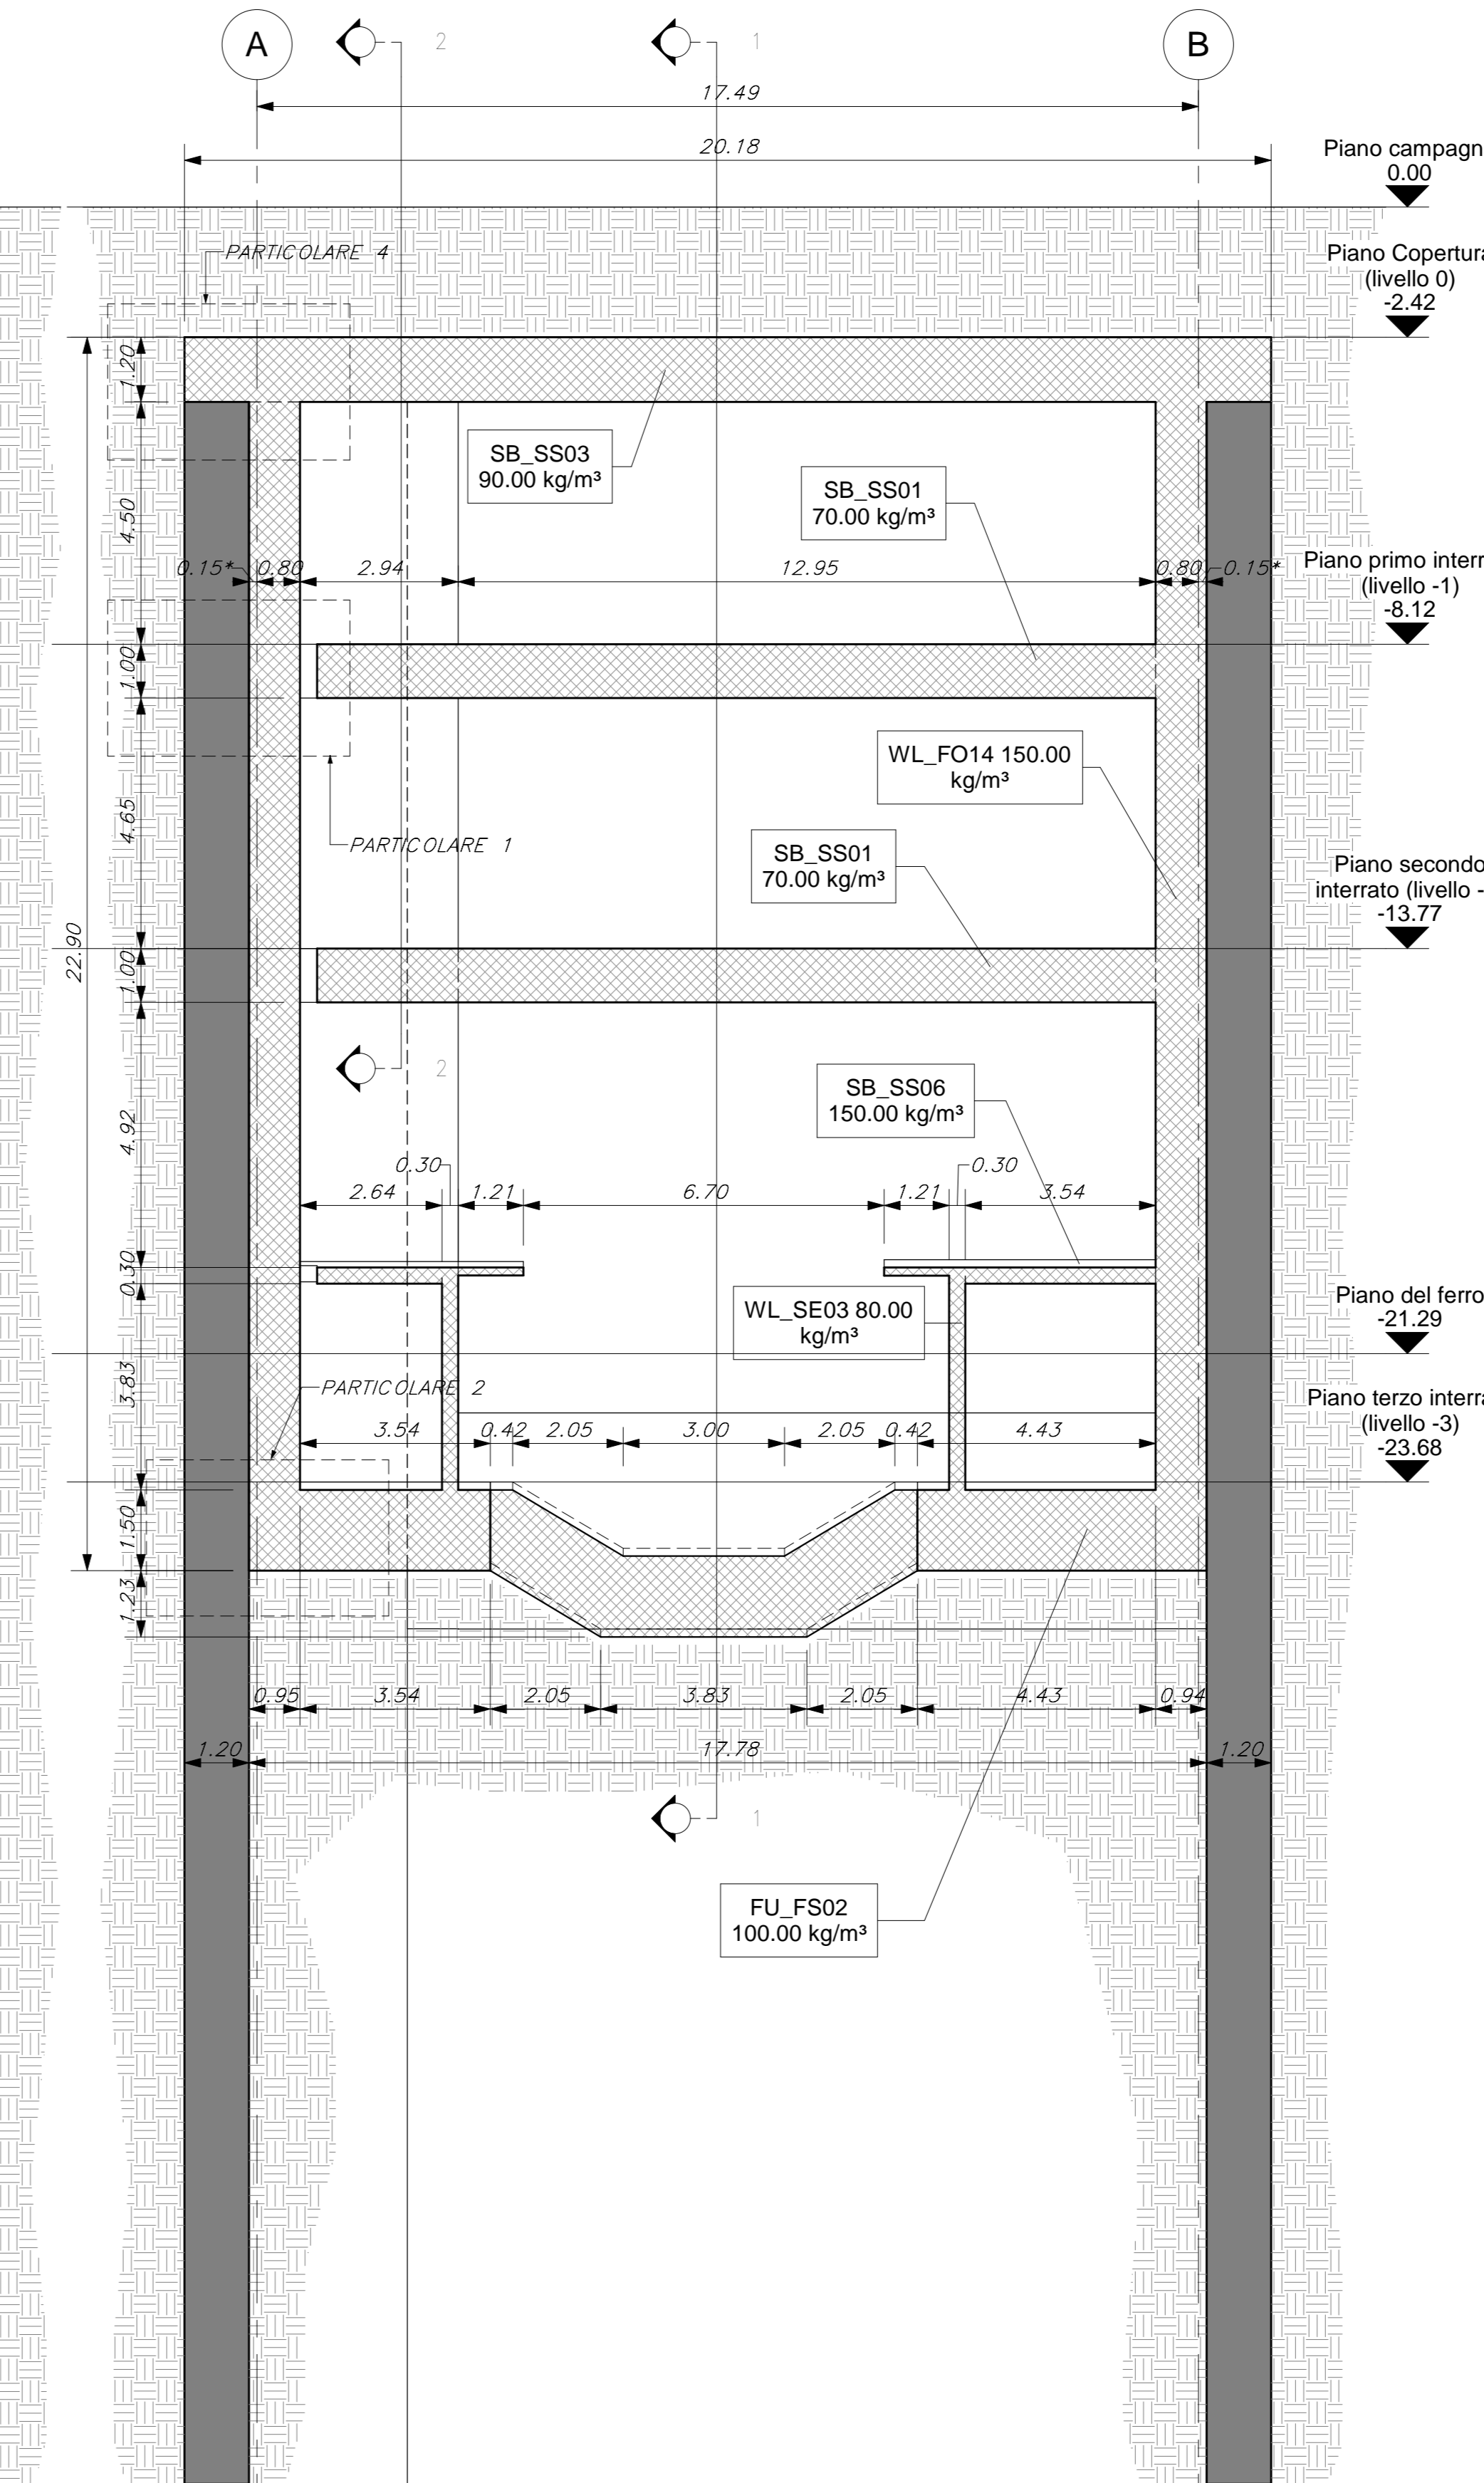 A
2
1
B
17.49
20.18
Piano campagn
0.00
PARTICOLARE 4
Piano Copertura
(livello 0)
-2.42
1.20
SB_SS03
90.00 kg/m³
SB_SS01
70.00 kg/m³
4.50
0.15*
0.80
2.94
12.95
0.80
0.15*
Piano primo interr
(livello -1)
-8.12
1.00
WL_FO14 150.00
kg/m³
4.65
PARTICOLARE 1
SB_SS01
70.00 kg/m³
Piano secondo
interrato (livello -
-13.77
22.90
1.00
2
SB_SS06
150.00 kg/m³
4.92
0.30
0.30
2.64
1.21
6.70
1.21
3.54
0.30
WL_SE03 80.00
kg/m³
Piano del ferro
-21.29
3.83
PARTICOLARE 2
Piano terzo interra
(livello -3)
-23.68
3.54
0.42
2.05
3.00
2.05
0.42
4.43
1.50
1.23
0.95
3.54
2.05
3.83
2.05
4.43
0.94
1.20
17.78
1.20
1
FU_FS02
100.00 kg/m³